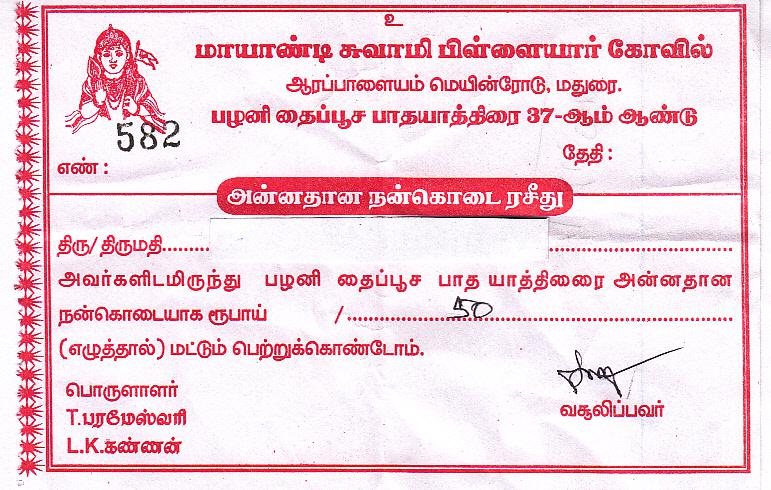 உ
மாயாண்டி சுவாமி பிள்ளையார் கோவில்
ஆரப்பாளையம் மெயின்ரோடு, மதுரை.
பழனி தைப்பூச பாதயாத்திரை 37-ஆம் ஆண்டு
582
எண் :
தேதி :
அன்னதான நன்கொடை ரசீது
திரு/திருமதி.........
அவர்களிடமிருந்து பழனி தைப்பூச பாத யாத்திரைரை அன்னதான
நன்கொடையாக ரூபாய் /.......50.......
(எழுத்தால்) மட்டும் பெற்றுக்கொண்டோம்.
பொருளாளர்
T.பரமேஸ்வரி
L.K.கண்ணன்
வசூலிப்பவர்